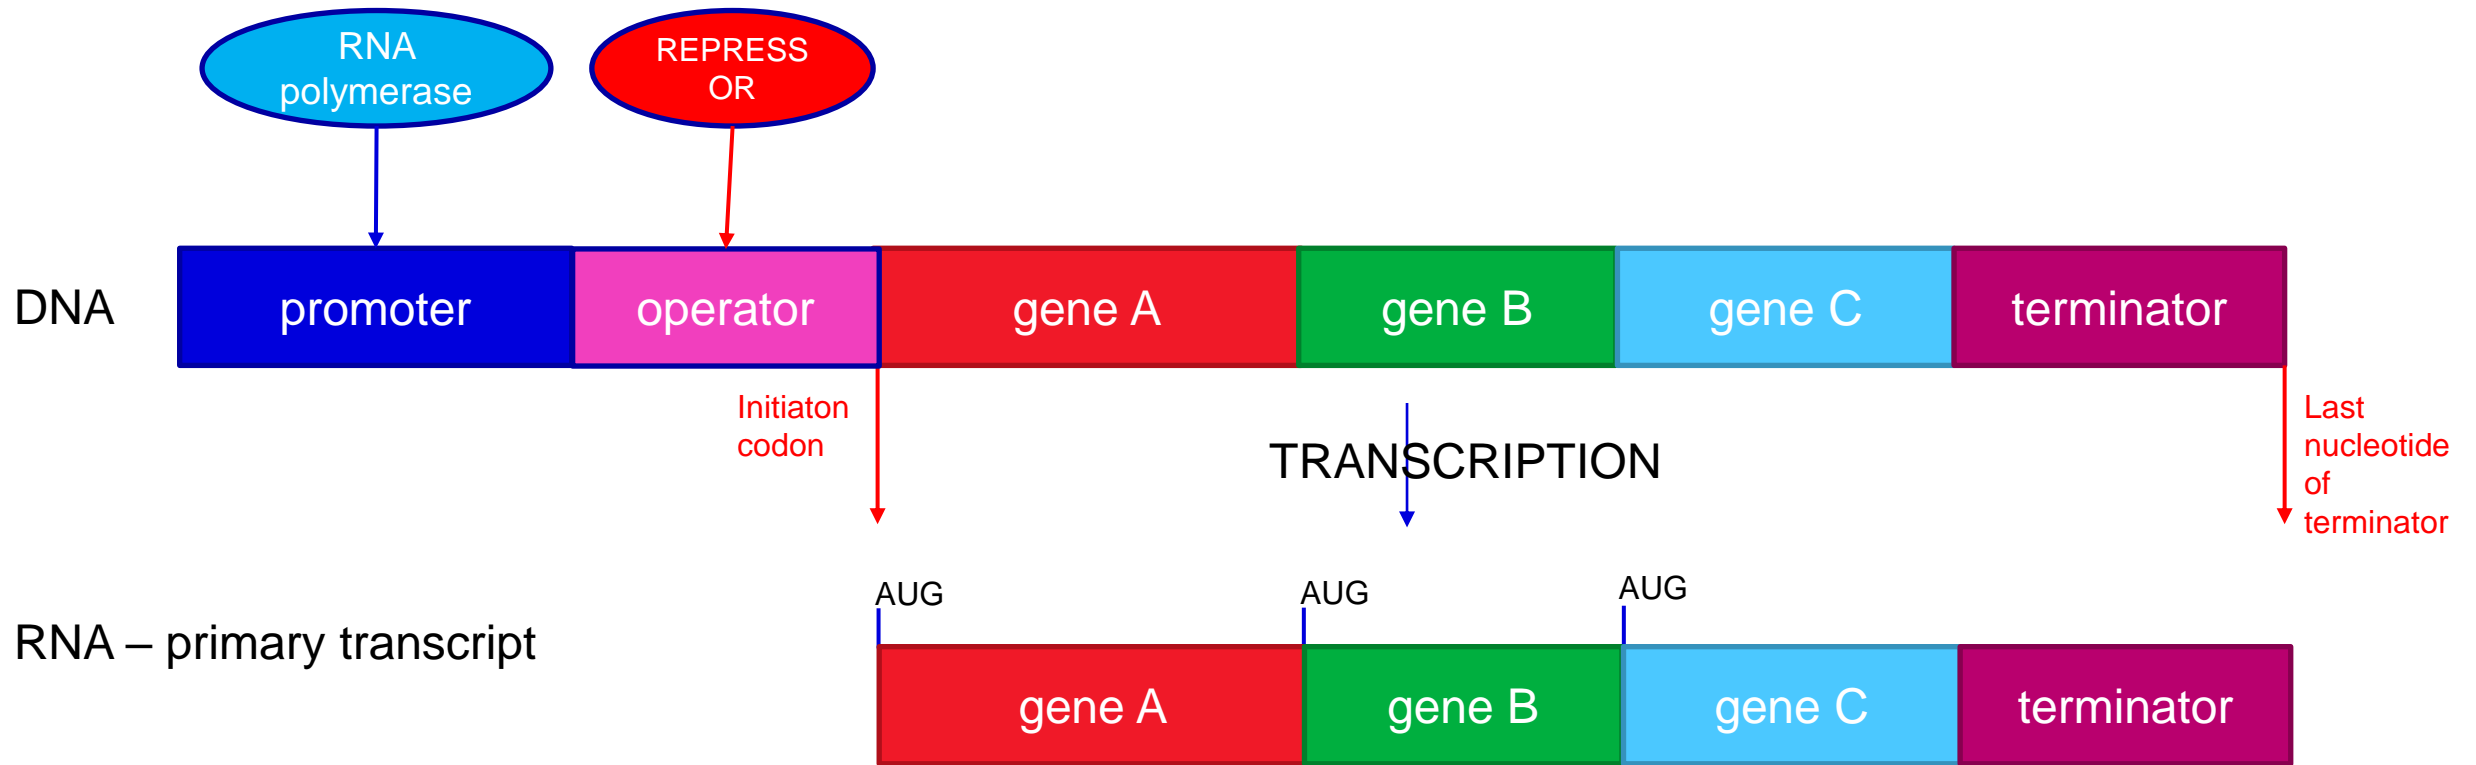 RNA
polymerase
REPRESS
OR
DNA
promoter
operator
gene A
gene B
gene C
terminator
Initiaton
codon
TRANSCRIPTION
Last
nucleotide
of
terminator
AUG
AUG
AUG
RNA – primary transcript
gene A
gene B
gene C
terminator